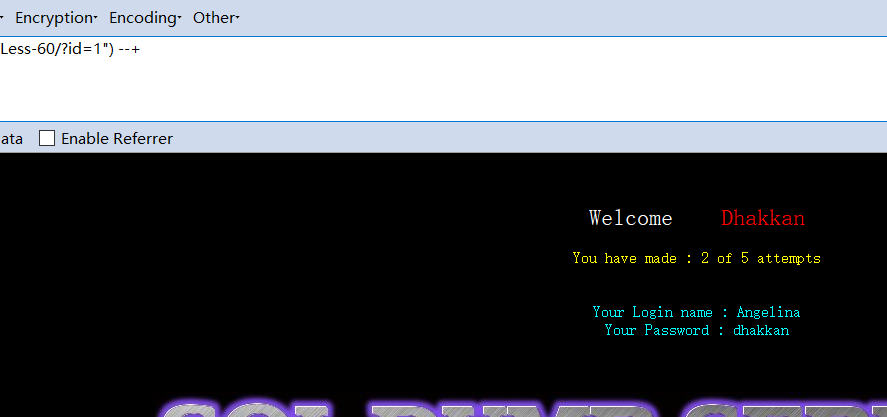 Encryption Encoding Other
Less-60/?id=1") --+
ata Enable Referrer
Welcome Dhakkan
You have made : 2 of 5 attempts
Your Login name : Angelina
Your Password : dhakkan